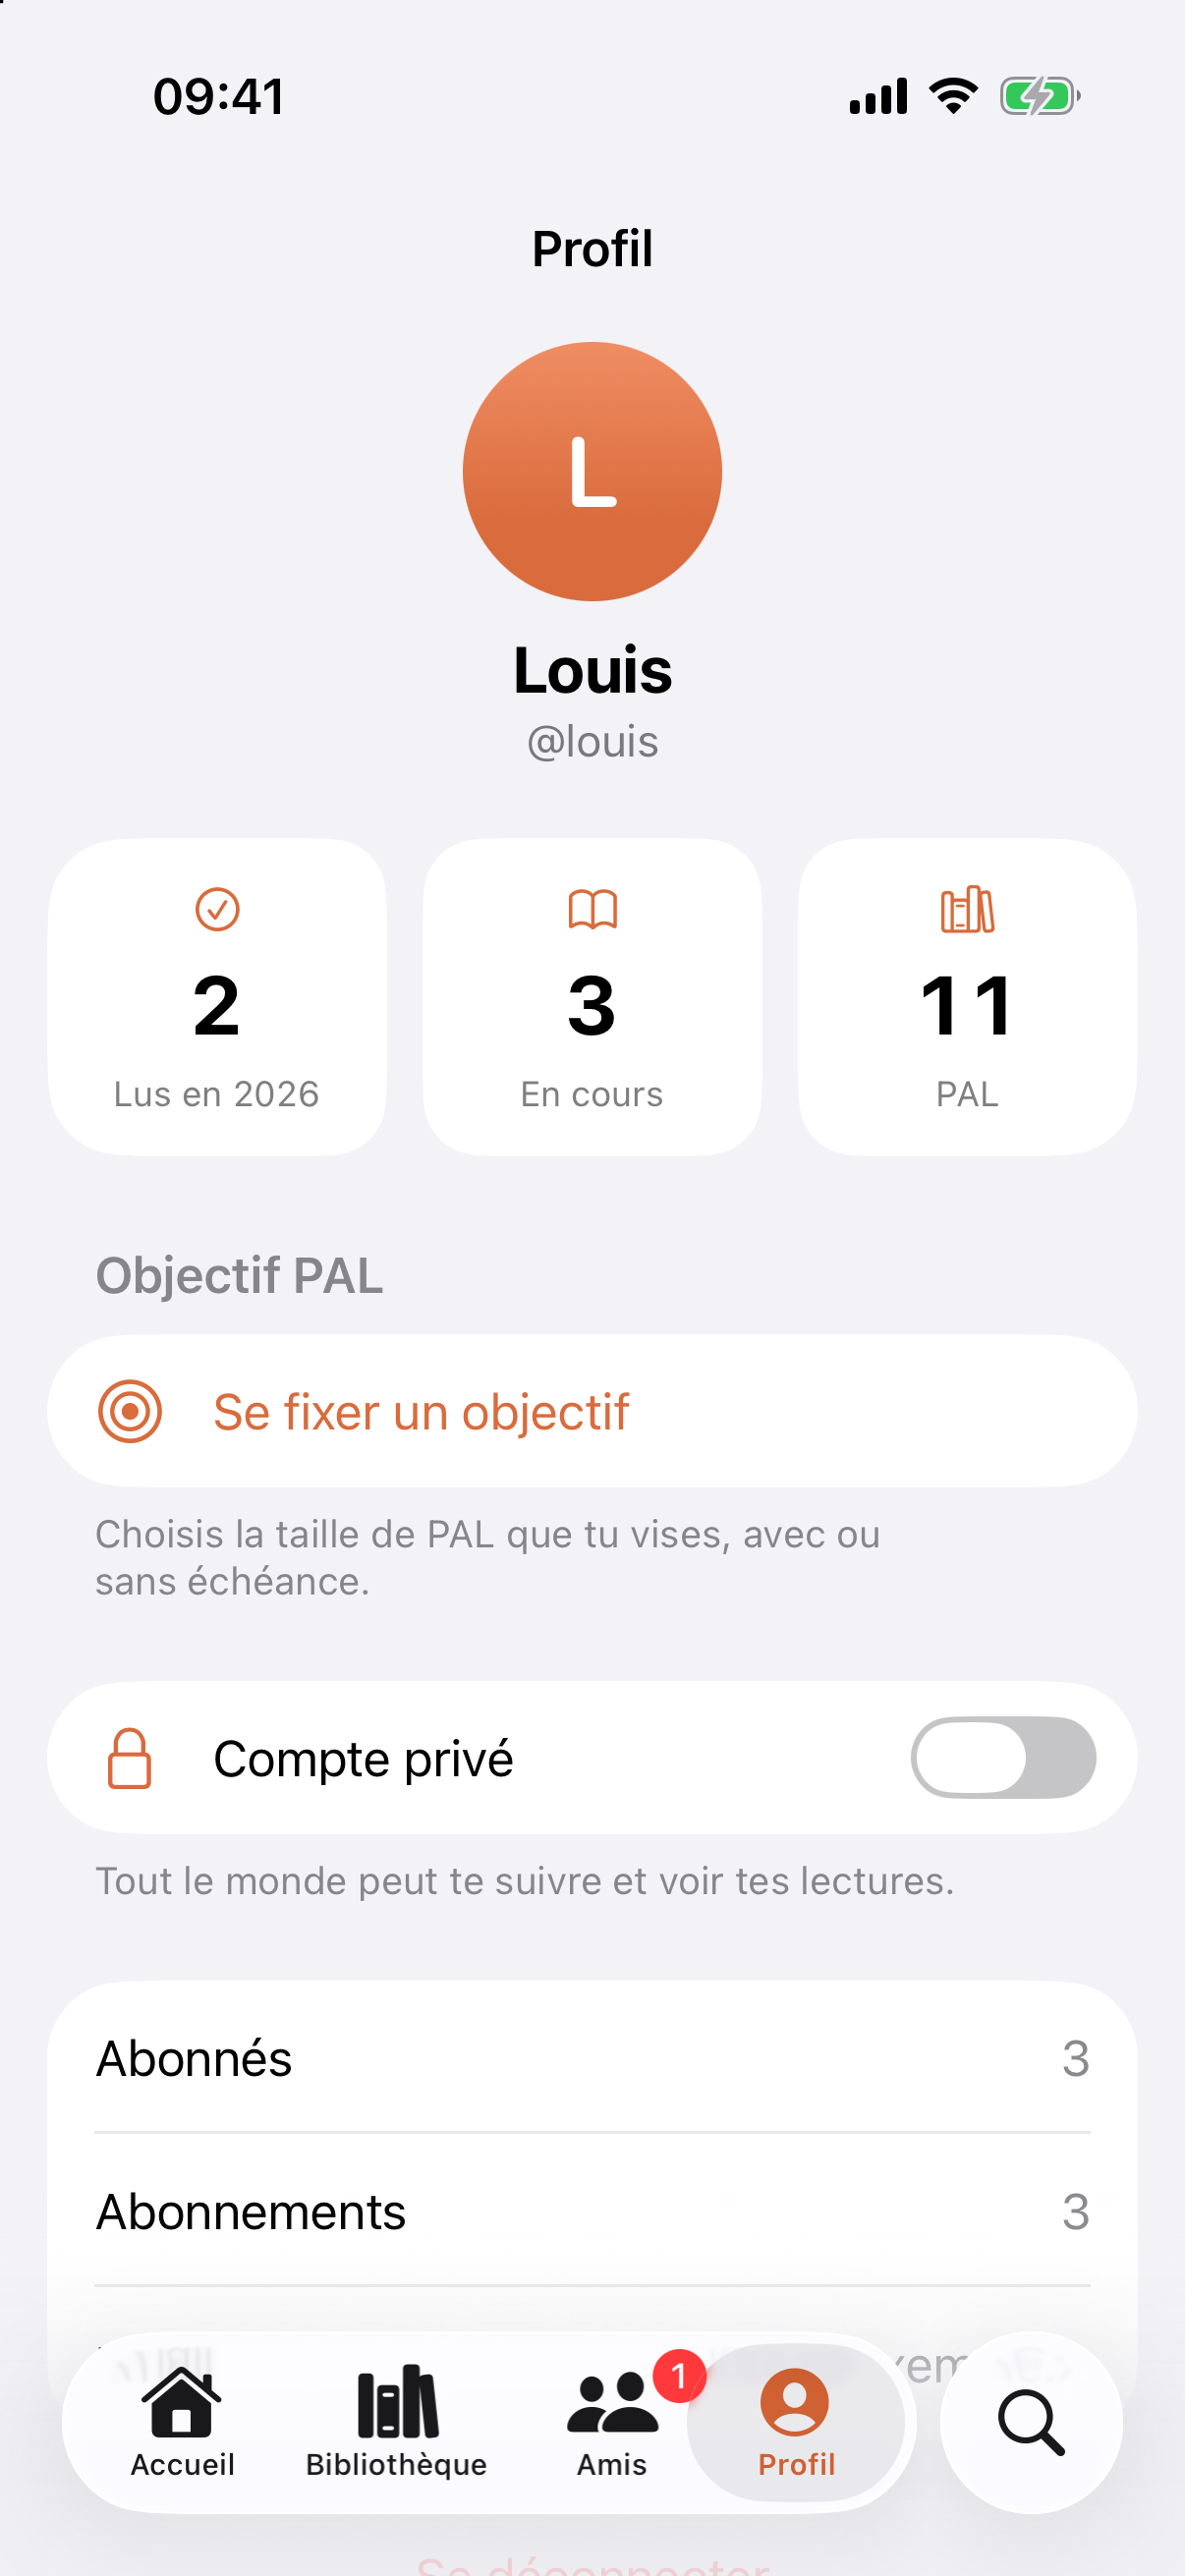 09:41
Profil
L
Louis
@louis
2
Lus en 2026
3
En cours
11
PAL
Objectif PAL
Se fixer un objectif
Choisis la taille de PAL que tu vises, avec ou
sans échéance.
Compte privé
Tout le monde peut te suivre et voir tes lectures.
Abonnés 3
Abonnements 3
1
Accueil
Bibliothèque
Amis
Profil
Se déconnecter